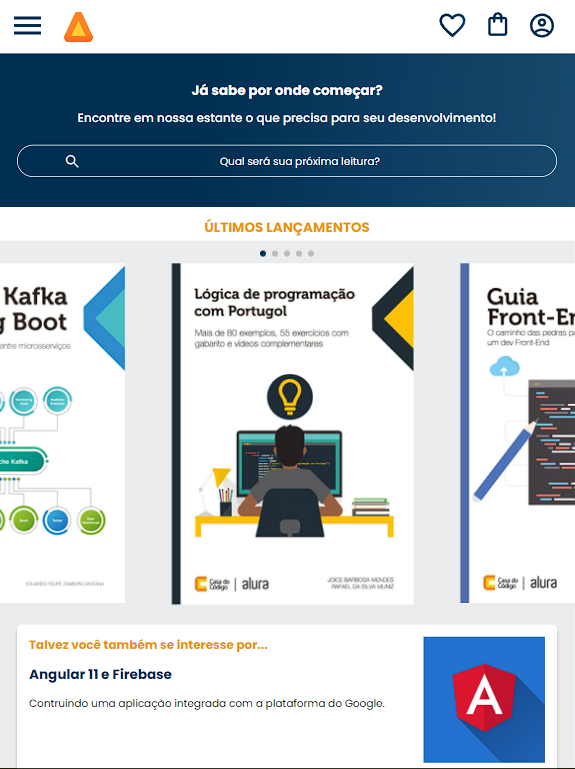 Já sabe por onde começar?
Encontre em nossa estante o que precisa para seu desenvolvimento!
Qual será sua próxima leitura?
ÚLTIMOS LANÇAMENTOS
Kafka
g Boot
entre microsserviços
che Kafka
EDUARDO FELIPE ZAMBOM SANTANA
Lógica de programação
com Portugol
Mais de 80 exemplos, 55 exercícios com
gabarito e vídeos complementares
Casa do
Código
alura
JOICE BARBOSA MENDES
RAFAEL DA SILVA MUNIZ
Guia
Front-En
O caminho das pedras pa
um dev Front-End
Casa do
Código
alura
Talvez você também se interesse por...
Angular 11 e Firebase
Contruindo uma aplicação integrada com a plataforma do Google.
A